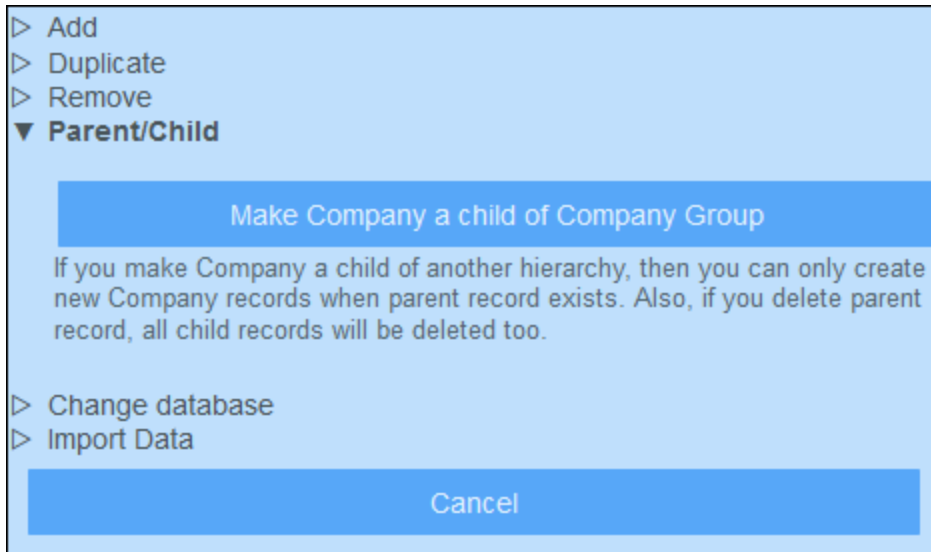 Add
Duplicate
Remove
Parent/Child
Make Company a child of Company Group
If you make Company a child of another hierarchy, then you can only create
new Company records when parent record exists. Also, if you delete parent
record, all child records will be deleted too.
Change database
Import Data
Cancel